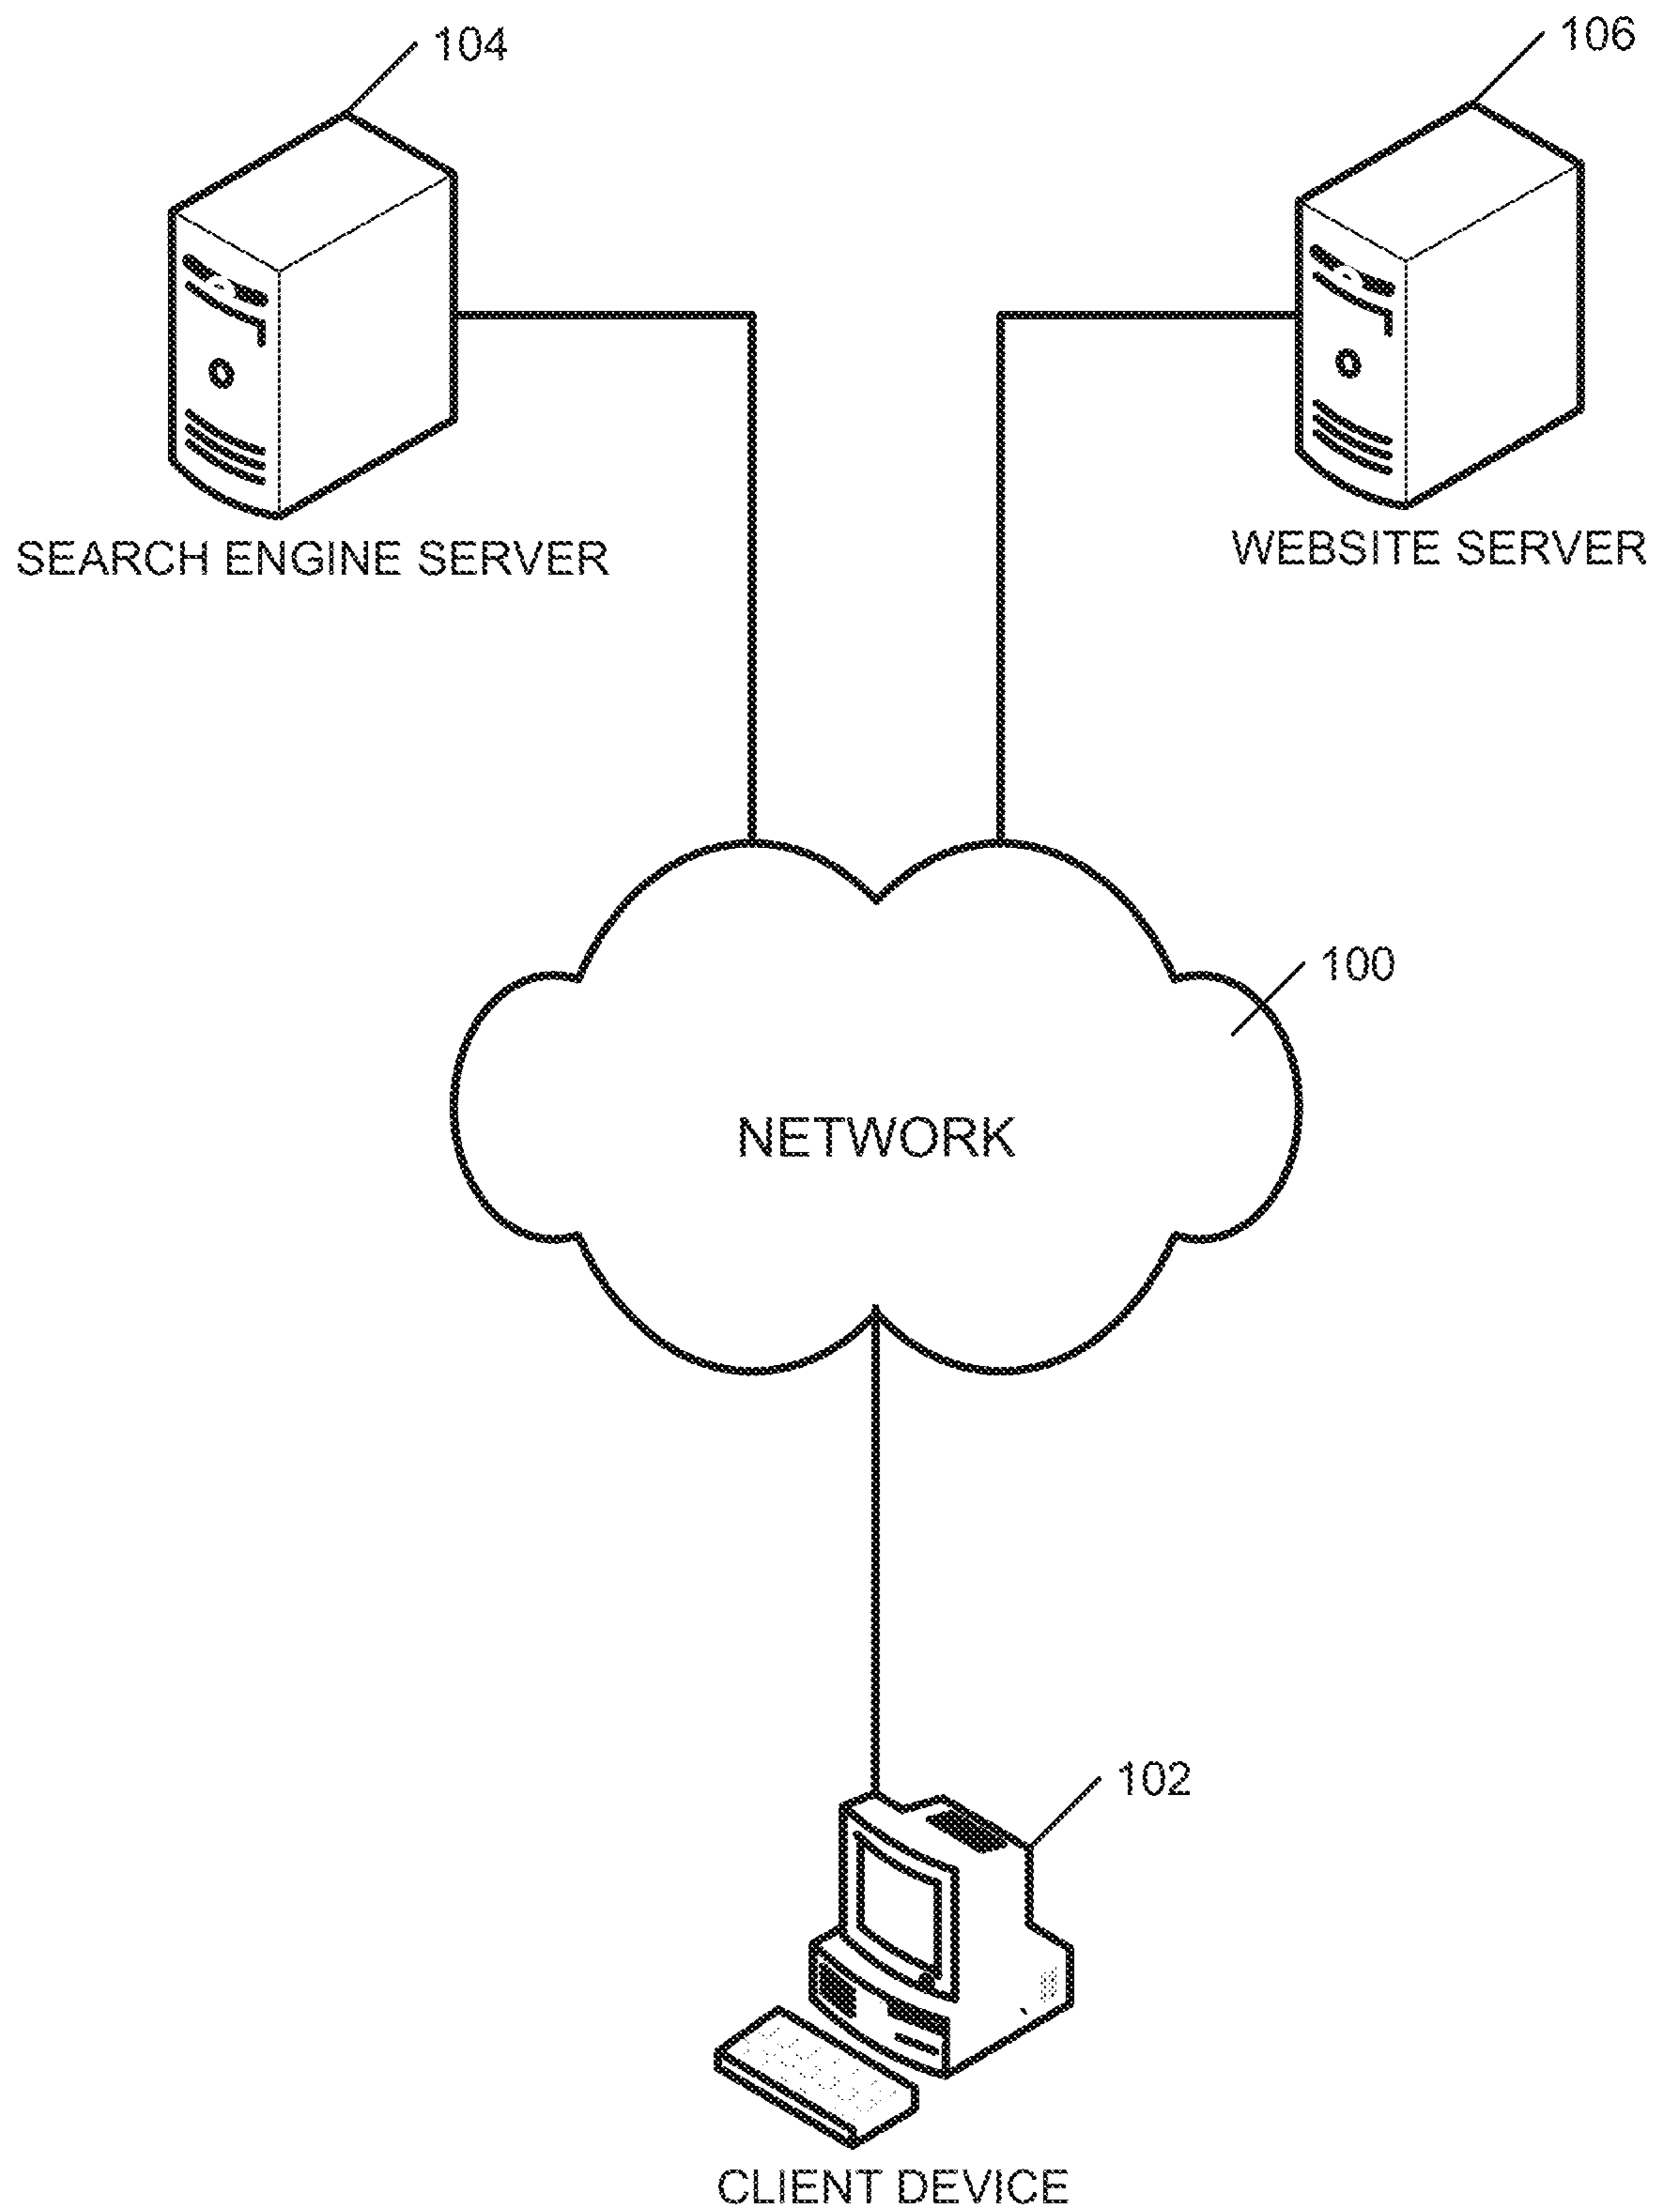 104
106
SEARCH ENGINE SERVER
WEBSITE SERVER
100
NETWORK
102
CLIENT DEVICE